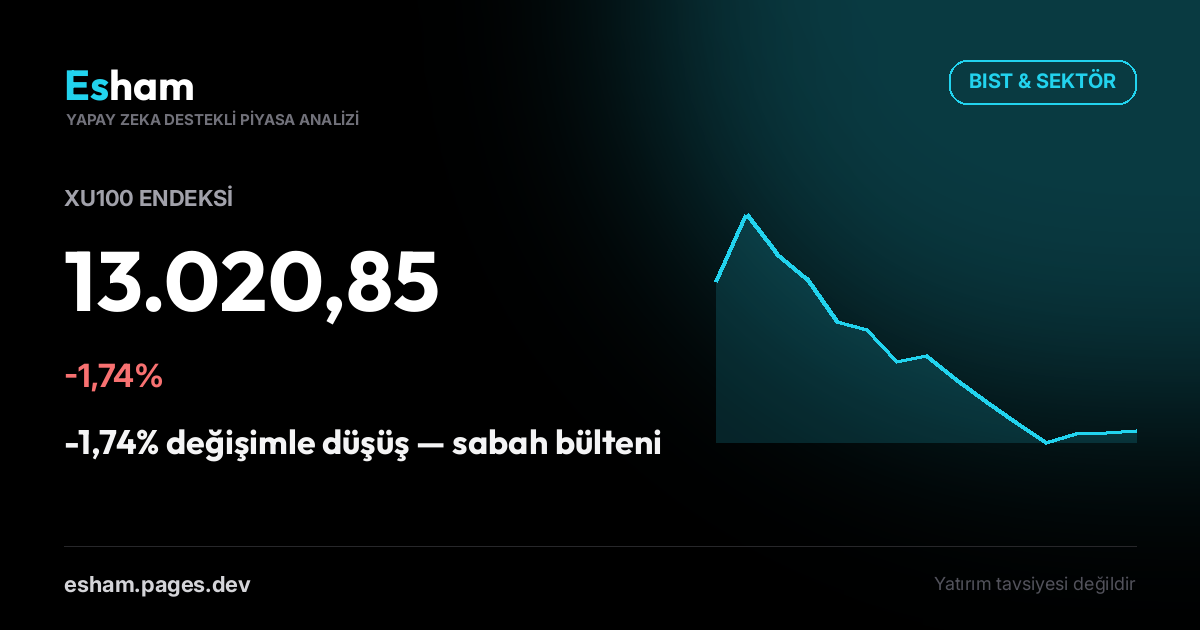 Esham
YAPAY ZEKA DESTEKLİ PİYASA ANALİZİ
BIST & SEKTÖR
XU100 ENDEKSİ
13.020,85
-1,74%
-1,74% değişimle düşüş — sabah bülteni
esham.pages.dev
Yatırım tavsiyesi değildir